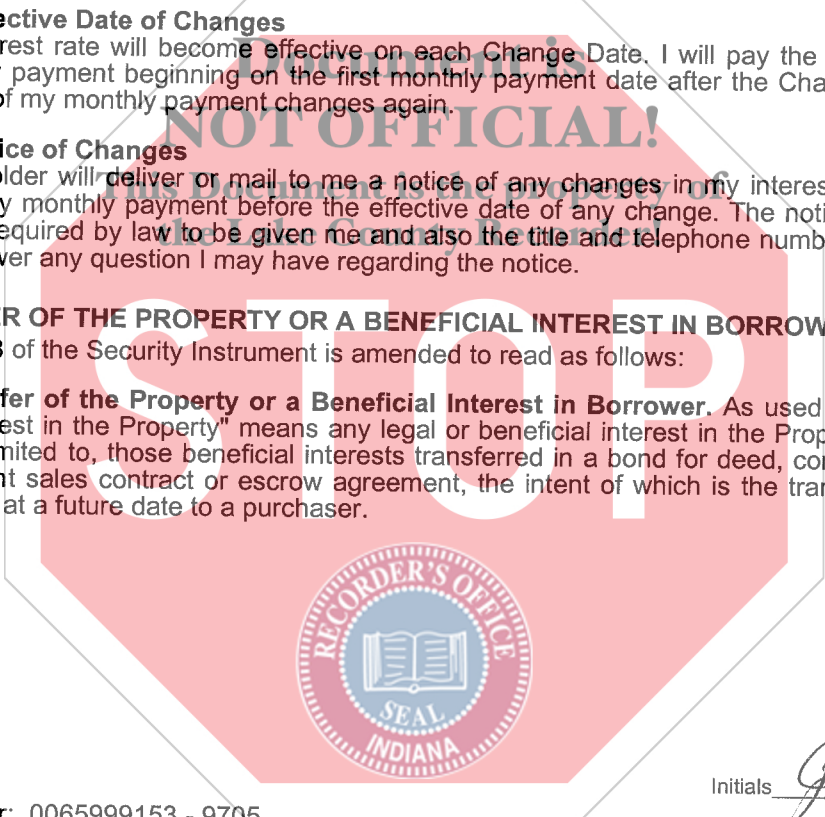 ective Date of Changes
rest rate will become effective on each Change Date. I will pay the
payment beginning on the first monthly payment date after the Cha
of my monthly payment changes again.
ice of Changes
older will deliver or mail to me a notice of any changes in my interes
y monthly payment before the effective date of any change. The noti
equired by law to be given me and also the title and telephone numb
ver any question I may have regarding the notice.
R OF THE PROPERTY OR A BENEFICIAL INTEREST IN BORROW
of the Security Instrument is amended to read as follows:
fer of the Property or a Beneficial Interest in Borrower. As used
est in the Property" means any legal or beneficial interest in the Prop
mited to, those beneficial interests transferred in a bond for deed, co
nt sales contract or escrow agreement, the intent of which is the tran
at a future date to a purchaser.
Document is
NOT OFFICIAL!
This Document is the property of
the Lake County Recorder!
STOP
RECORDER'S OFFICE
SEAL
INDIANA
Initials
r: 0065999153 - 9705